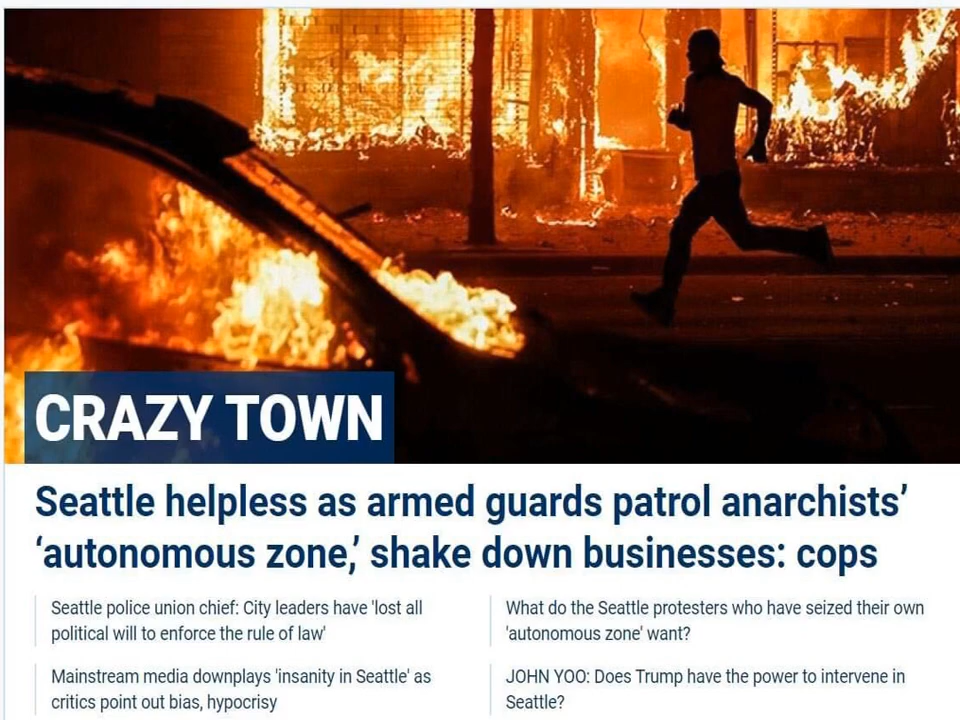 CRAZY TOWN
Seattle helpless as armed guards patrol anarchists’
‘autonomous zone,’ shake down businesses: cops
Seattle police union chief: City leaders have 'lost all
political will to enforce the rule of law'
What do the Seattle protesters who have seized their own
'autonomous zone' want?
Mainstream media downplays 'insanity in Seattle' as
critics point out bias, hypocrisy
JOHN YOO: Does Trump have the power to intervene in
Seattle?